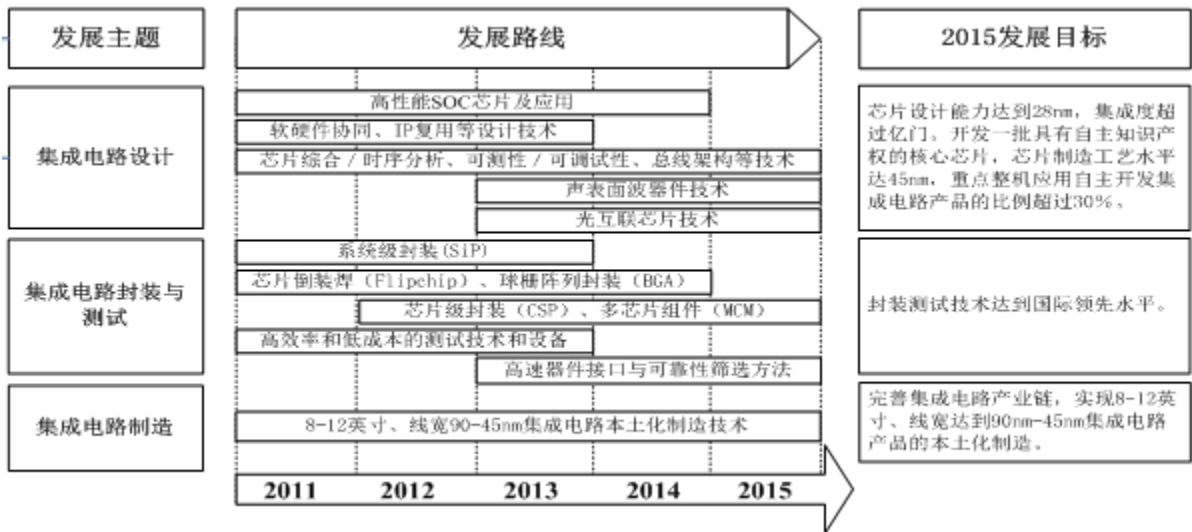 发展主题
发展路线
2015发展目标
集成电路设计
高性能SOC芯片及应用
软硬件协同、IP复用等设计技术
芯片综合/时序分析、可测性/可调试性、总线架构等技术
声表面波器件技术
光互联芯片技术
芯片设计能力达到28nm，集成度超
过亿门。开发一批具有自主知识产
权的核心芯片，芯片制造工艺水平
达45nm，重点整机应用自主开发集
成电路产品的比例超过30%。
集成电路封装与
测试
系统级封装(SiP)
芯片倒装焊（Flipchip）、球栅阵列封装（BGA）
芯片级封装（CSP）、多芯片组件（MCM）
高效率和低成本的测试技术和设备
高速器件接口与可靠性筛选方法
封装测试技术达到国际领先水平。
集成电路制造
8-12英寸、线宽90-45nm集成电路本土化制造技术
完善集成电路产业链，实现8-12英
寸、线宽达到90nm-45nm集成电路
产品的本土化制造。
2011 2012 2013 2014 2015